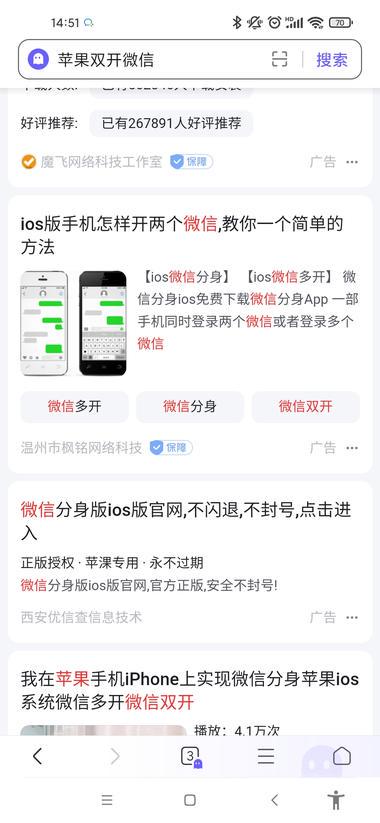 14:51
HD
70
苹果双开微信
搜索
好评推荐:
已有267891人好评推荐
魔飞网络科技工作室
保障
广告
ios版手机怎样开两个微信,教你一个简单的
方法
【ios微信分身】 【ios微信多开】 微
信分身ios免费下载微信分身App 一部
手机同时登录两个微信或者登录多个
微信
微信多开
微信分身
微信双开
温州市枫铭网络科技
保障
广告
微信分身版ios版官网,不闪退,不封号,点击进
入
正版授权 · 苹淉专用 · 永不过期
微信分身版ios版官网,官方正版,安全不封号!
西安优信查信息技术
广告
我在苹果手机iPhone上实现微信分身苹果ios
系统微信多开微信双开
播放：4.1万次
3